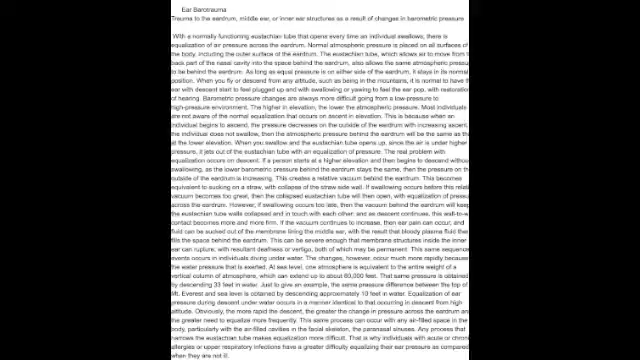 Ear Barotrauma
Trauma to the eardrum, middle ear, or inner ear structures as a result of changes in barometric pressure
With a normally functioning eustachian tube that opens every time an individual swallows, there is
equalization of air pressure across the eardrum. Normal atmospheric pressure is placed on all surfaces of
the body, including the outer surface of the eardrum. The eustachian tube, which allows air to move from t
back part of the nasal cavity into the space behind the eardrum, also allows the same atmospheric pressu
to be behind the eardrum. As long as equal pressure is on either side of the eardrum, it stays in its normal
position. When you fly or descend from any altitude, such as being in the mountains, it is normal to have t
ear with descent start to feel plugged up and with swallowing or yawing to feel the ear pop, with restoration
of hearing. Barometric pressure changes are always more difficult going from a low-pressure to
high-pressure environment. The higher in elevation, the lower the atmospheric pressure. Most individuals
are not aware of the normal equalization that occurs on ascent in elevation. This is because when an
individual begins to ascend, the pressure decreases on the outside of the eardrum with increasing ascent.
the individual does not swallow, then the atmospheric pressure behind the eardrum will be the same as th
at the lower elevation. When you swallow and the eustachian tube opens up, since the air is under higher
pressure, it jets out of the eustachian tube with an equalization of pressure. The real problem with
equalization occurs on descent. If a person starts at a higher elevation and then begins to descend withou
swallowing, as the lower barometric pressure behind the eardrum stays the same, then the pressure on th
outside of the eardrum is increasing. This creates a relative vacuum behind the eardrum. This becomes
equivalent to sucking on a straw, with collapse of the straw side wall. If swallowing occurs before this relati
vacuum becomes too great, then the collapsed eustachian tube will then open, with equalization of pressu
across the eardrum. However, if swallowing occurs too late, then the vacuum behind the eardrum will keep
the eustachian tube walls collapsed and in touch with each other; and as descent continues, this wall-to-w
contact becomes more and more firm. If the vacuum continues to increase, then ear pain can occur, and
fluid can be sucked out of the membrane lining the middle ear, with the result that bloody plasma fluid the
fills the space behind the eardrum. This can be severe enough that membrane structures inside the inner
ear can rupture, with resultant deafness or vertigo, both of which may be permanent. This same sequence
events occurs in individuals diving under water. The changes, however, occur much more rapidly because
the water pressure that is exerted. At sea level, one atmosphere is equivalent to the entire weight of a
vertical column of atmosphere, which can extend up to about 60,000 feet. That same pressure is obtained
by descending 33 feet in water. Just to give an example, the same pressure difference between the top of
Mt. Everest and sea level is obtained by descending approximately 10 feet in water. Equalization of ear
pressure during descent under water occurs in a manner identical to that occurring in descent from high
altitude. Obviously, the more rapid the descent, the greater the change in pressure across the eardrum an
the greater need to equalize more frequently. This same process can occur with any air-filled space in the
body, particularly with the air-filled cavities in the facial skeleton, the paranasal sinuses. Any process that
narrows the eustachian tube makes equalization more difficult. That is why individuals with acute or chron
allergies or upper respiratory infections have a greater difficulty equalizing their ear pressure as compared
when they are not ill.